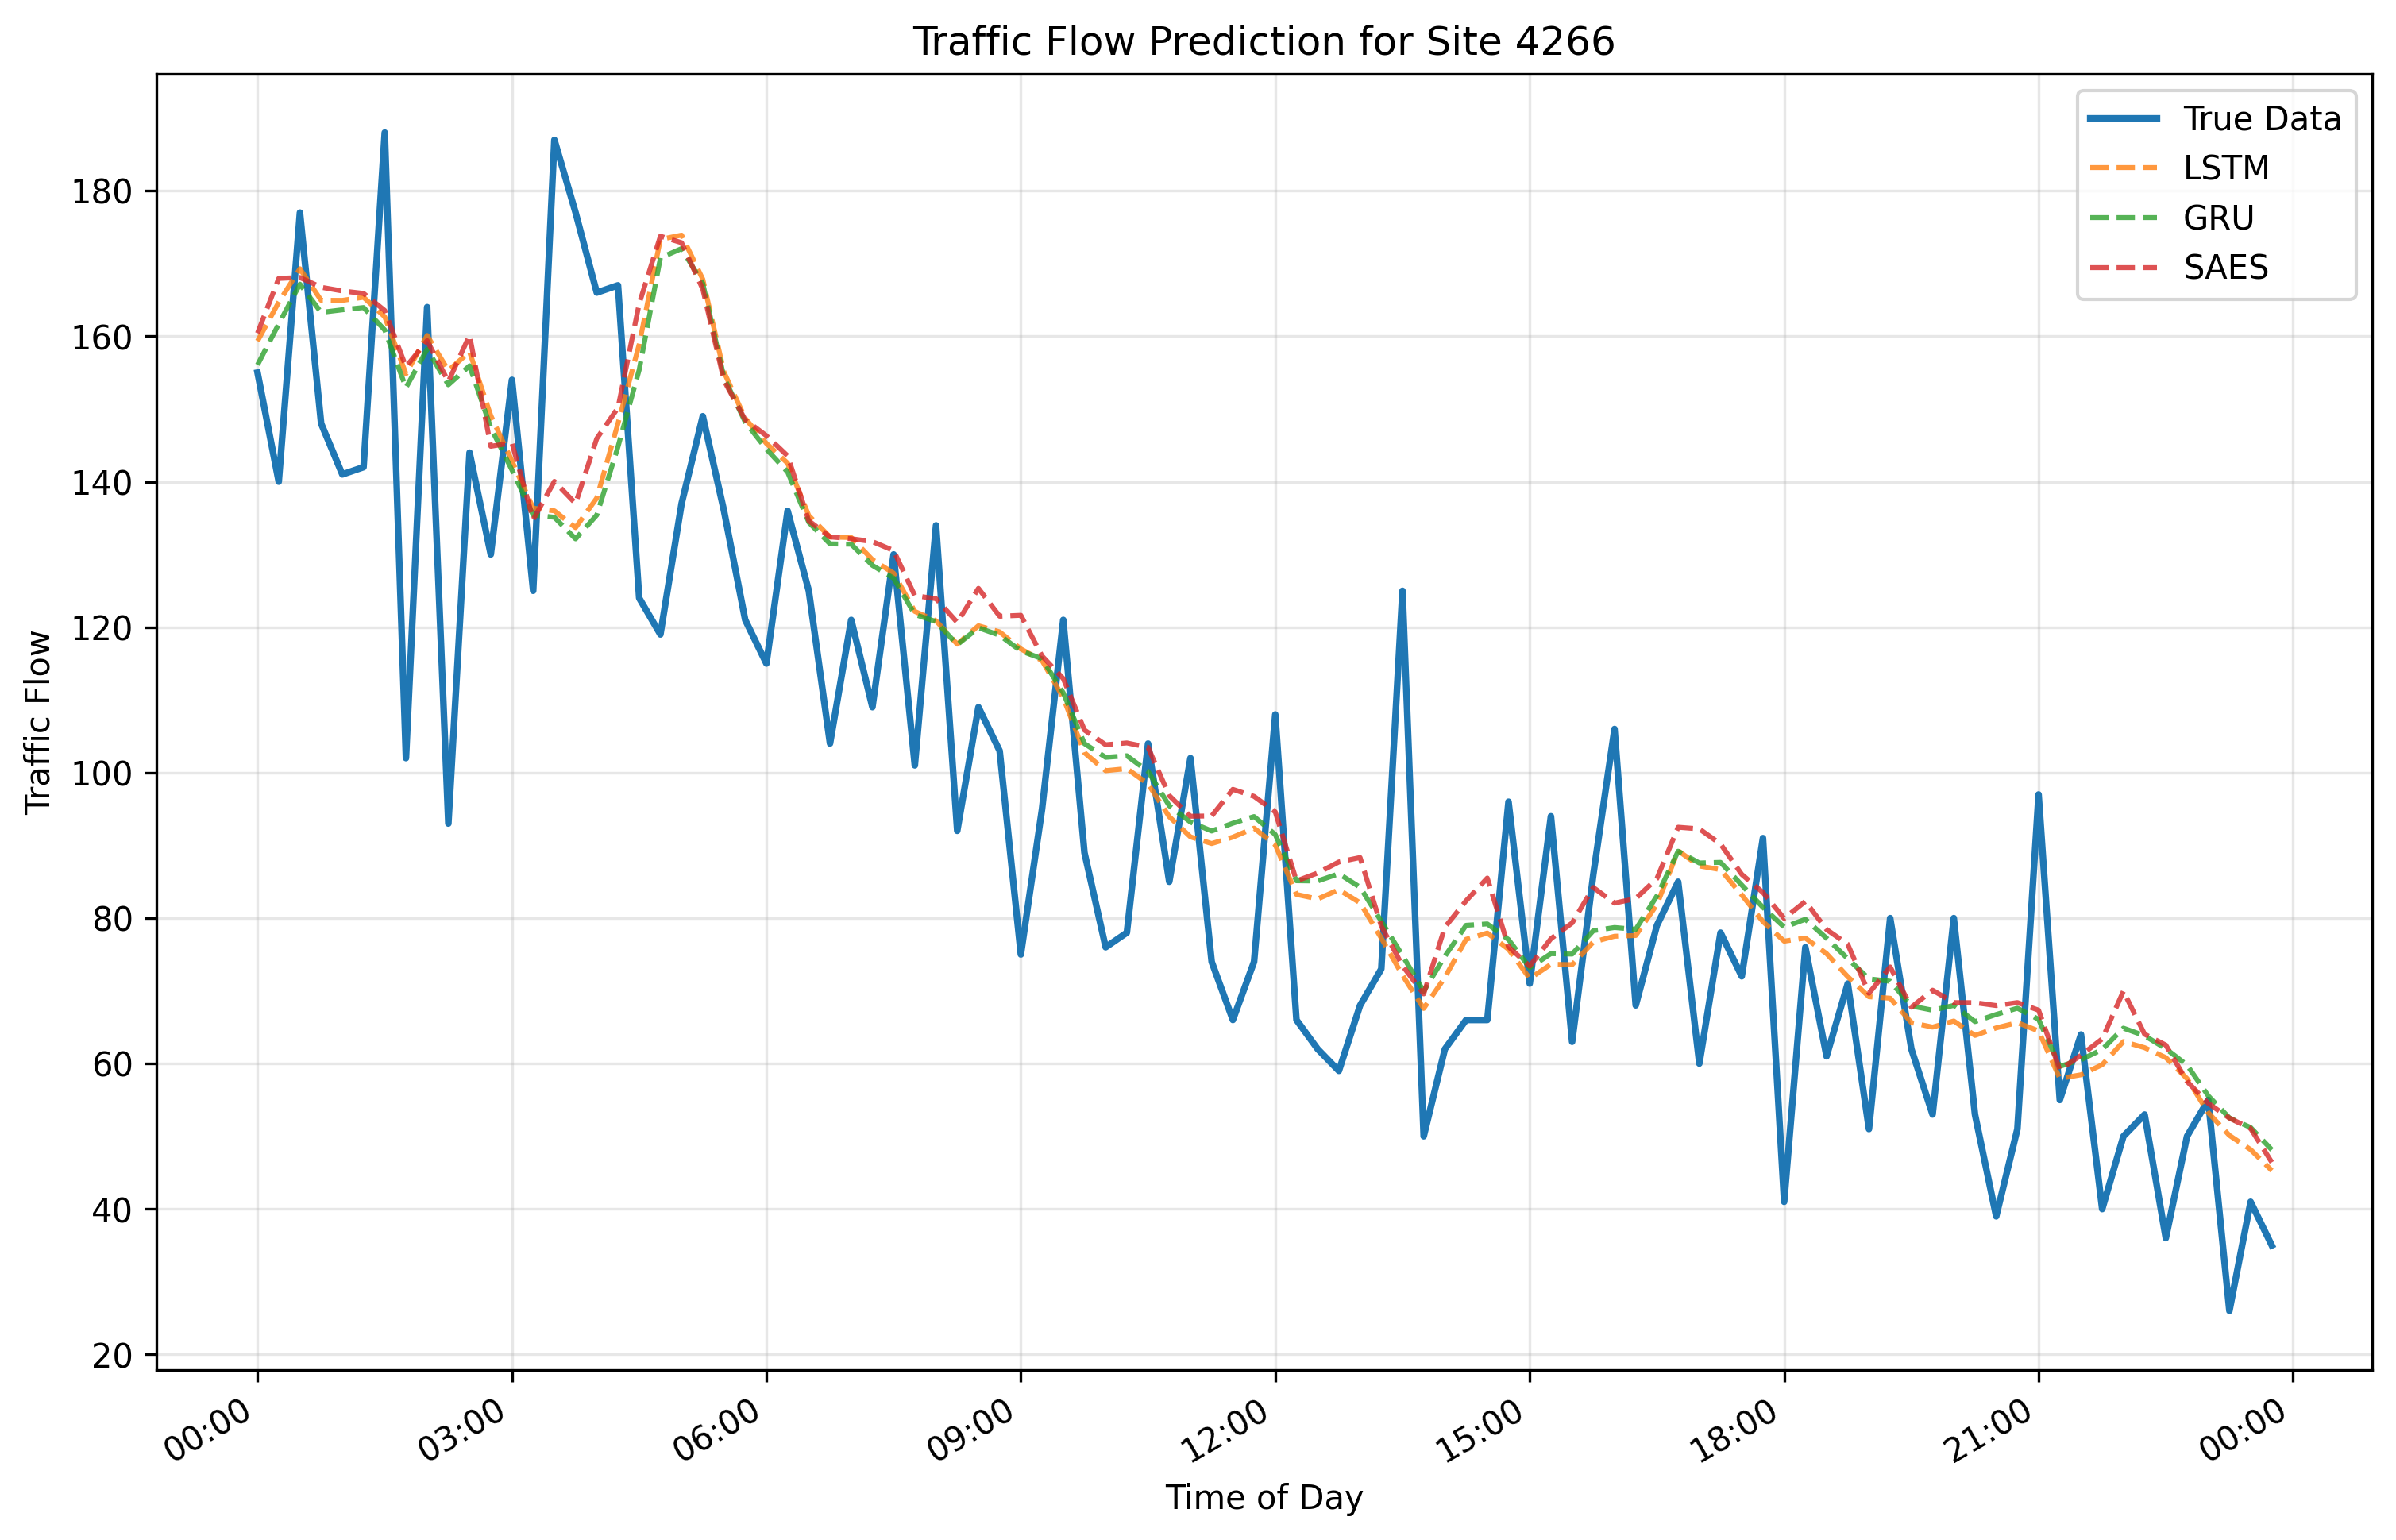 Traffic Flow Prediction for Site 4266
True Data
LSTM
GRU
SAES
Traffic Flow
180
160
140
120
100
80
60
40
20
00:00
03:00
06:00
09:00
12:00
15:00
18:00
21:00
00:00
Time of Day